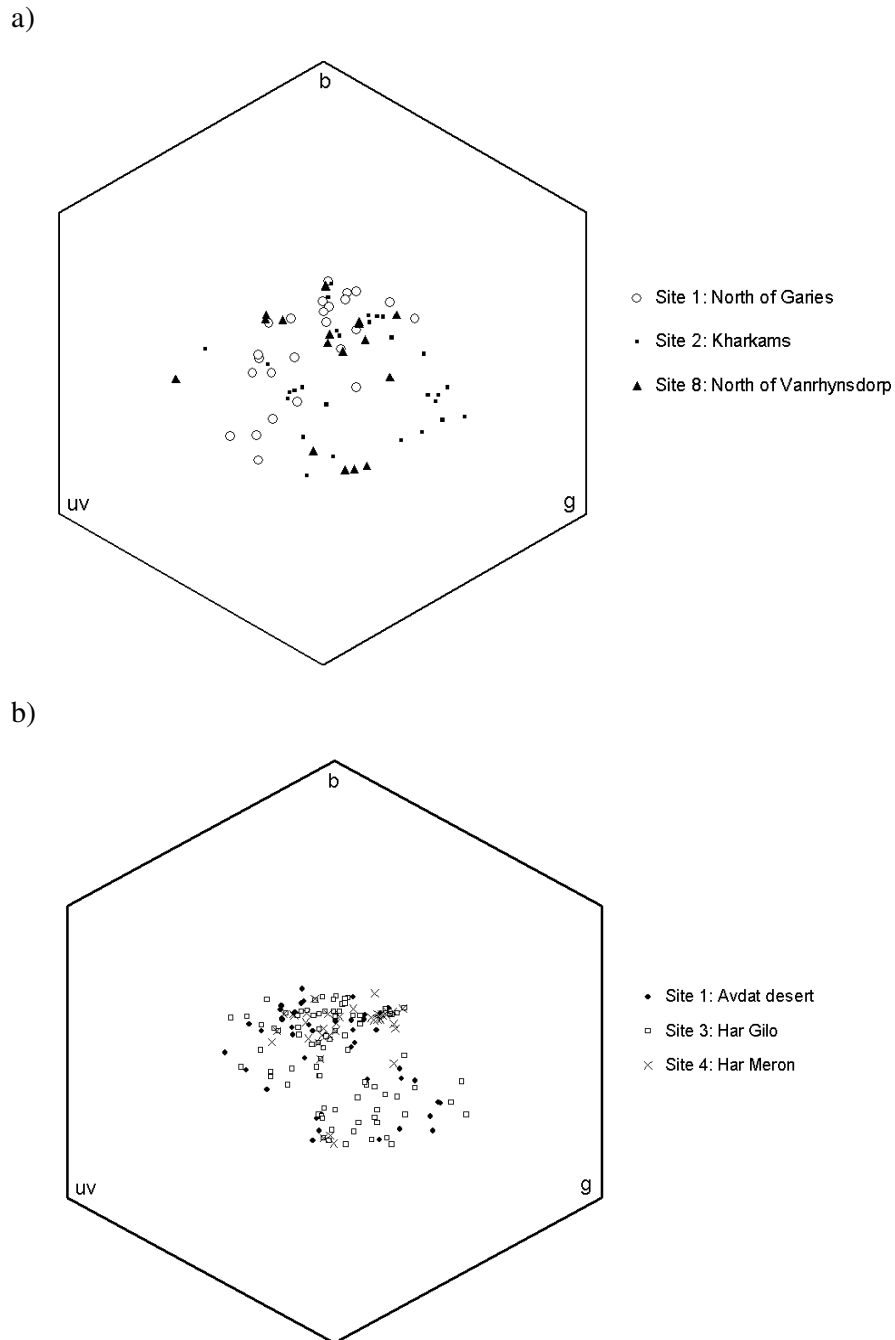 a)
b
Site 1: North of Garies
Site 2: Kharkams
Site 8: North of Vanrhynsdorp
uv
g
b)
b
Site 1: Avdat desert
Site 3: Har Gilo
Site 4: Har Meron
uv
g